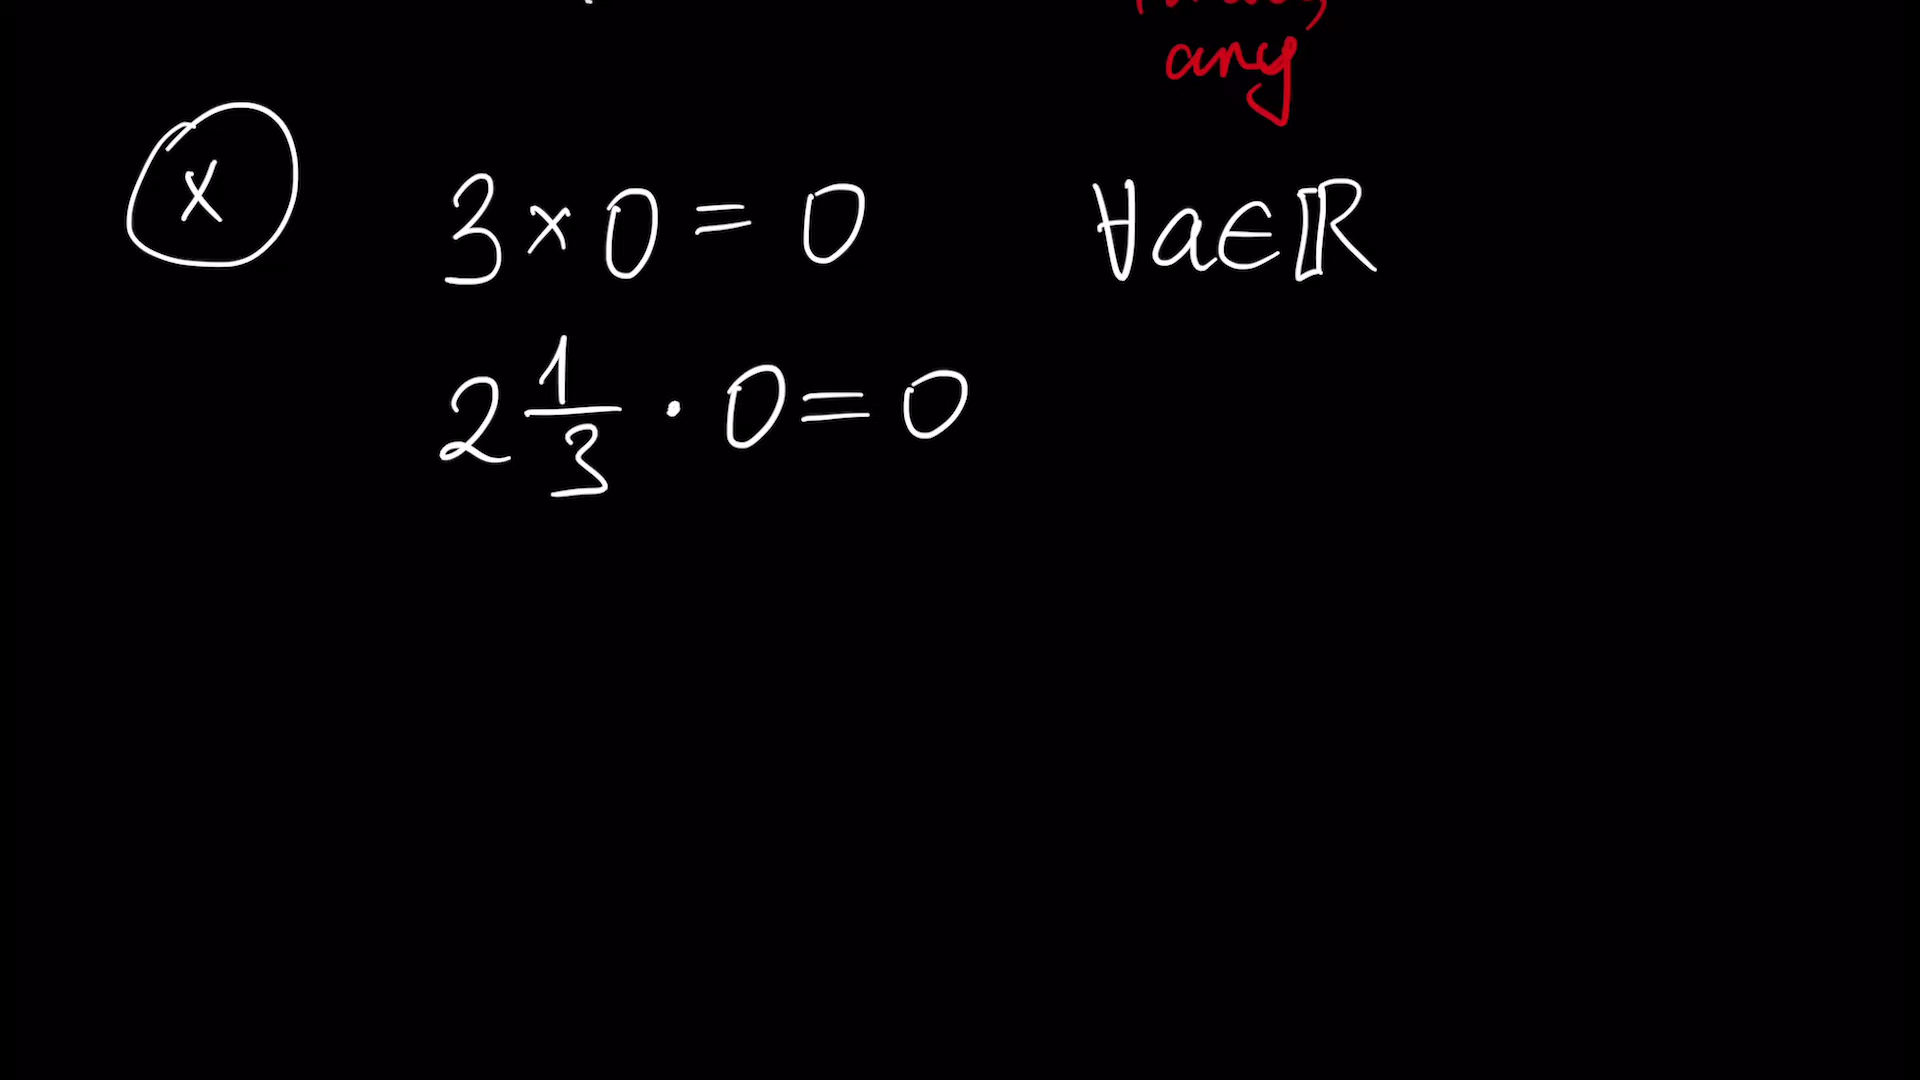 any
x 3 × 0 = 0 ∀a∈ℝ
2 1/3 · 0 = 0